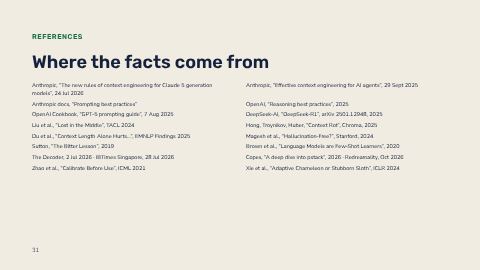 REFERENCES
Where the facts come from
Anthropic, "The new rules of context engineering for Claude 5 generation
models", 24 Jul 2026
Anthropic docs, "Prompting best practices"
OpenAI Cookbook, "GPT-5 prompting guide", 7 Aug 2025
Liu et al., "Lost in the Middle", TACL 2024
Du et al., "Context Length Alone Hurts…", EMNLP Findings 2025
Sutton, "The Bitter Lesson", 2019
The Decoder, 2 Jul 2026 · Singapore, 28 Jul 2026
Zhao et al., "Calibrate Before Use", ICML 2021
Anthropic, "Effective context engineering for AI agents", 29 Sept 2025
OpenAI, "Reasoning best practices", 2025
DeepSeek-AI, "DeepSeek-R1", arXiv 2501.12948, 2025
Hong, Troynikov, Huber, "Context Rot", Chroma, 2025
Magesh et al., "Hallucination-Free?", Stanford, 2024
Brown et al., "Language Models are Few-Shot Learners", 2020
"A deep dive into 2026 · Oct 2026
Xie et al., "Adaptive Chameleon or Stubborn Sloth", ICLR 2024
31